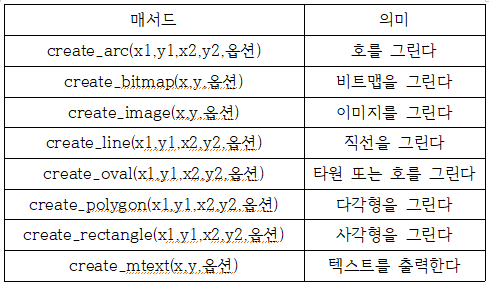 매서드 의미
create_arc(x1,y1,x2,y2,옵션) 호를 그린다
create_bitmap(x,y,옵션) 비트맵을 그린다
create_image(x,y,옵션) 이미지를 그린다
create_line(x1,y1,x2,y2,옵션) 직선을 그린다
create_oval(x1,y1,x2,y2,옵션) 타원 또는 호를 그린다
create_polygon(x1,y1,x2,y2,옵션) 다각형을 그린다
create_rectangle(x1,y1,x2,y2,옵션) 사각형을 그린다
create_mtext(x,y,옵션) 텍스트를 출력한다